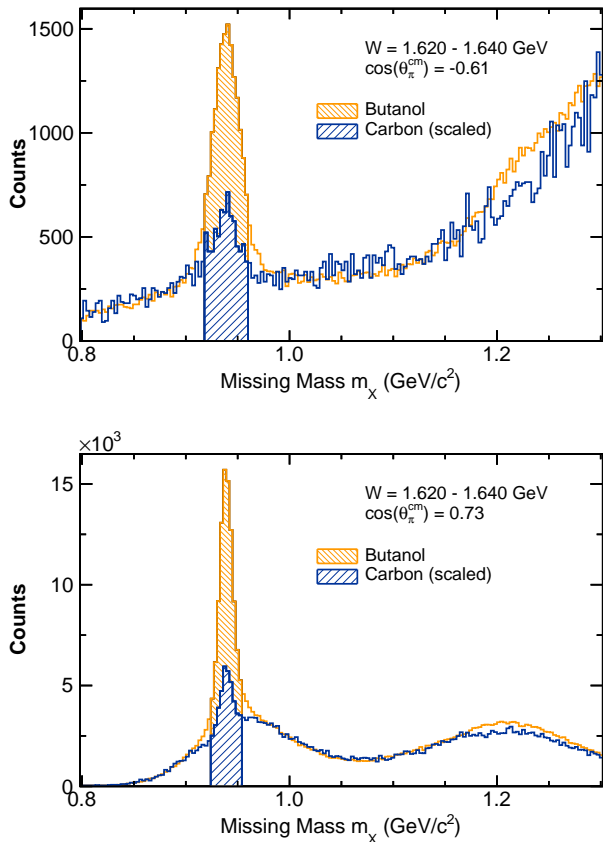 1500
W = 1.620 - 1.640 GeV
cos(θπcm) = -0.61
Butanol
1000
Carbon (scaled)
Counts
500
0
0.8 1.0 1.2
Missing Mass mX (GeV/c2)
×103
15
W = 1.620 - 1.640 GeV
cos(θπcm) = 0.73
Butanol
Carbon (scaled)
10
Counts
5
0
0.8 1.0 1.2
Missing Mass mX (GeV/c2)